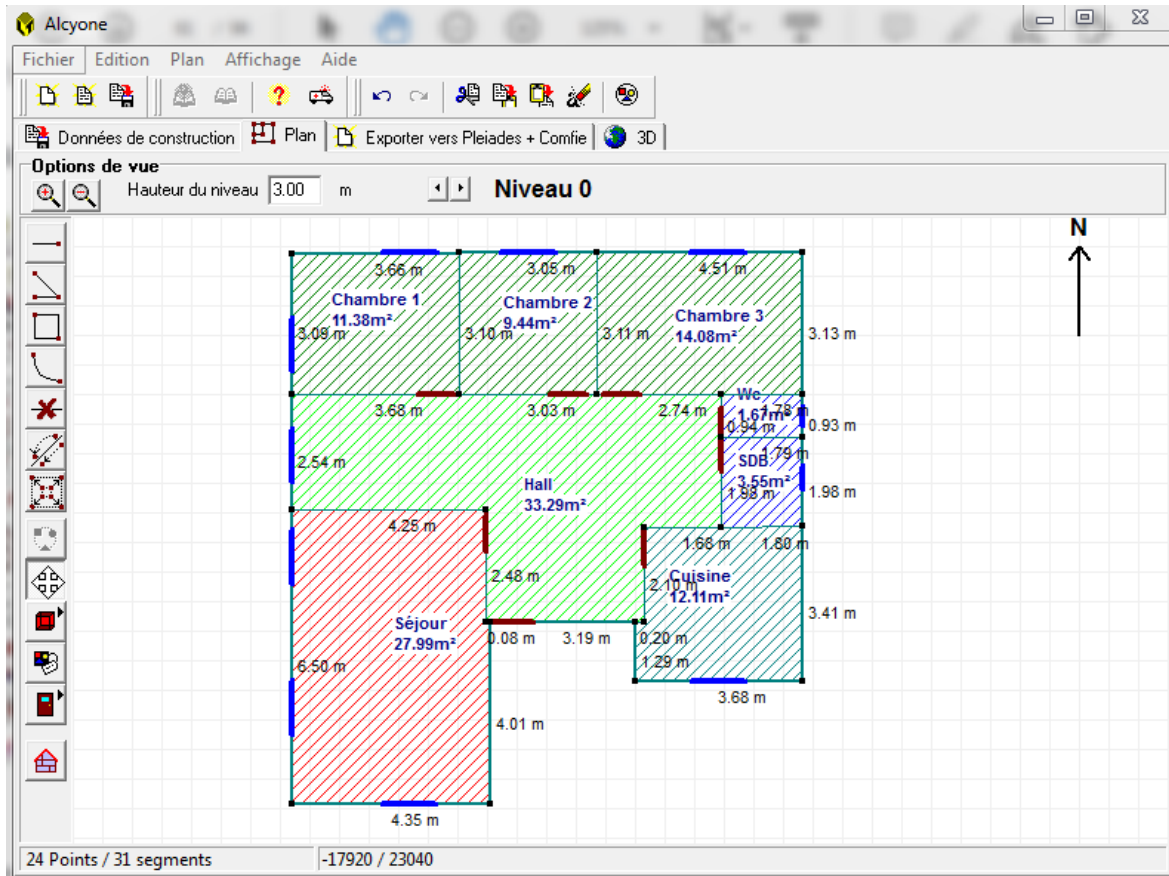 Alcyone
Fichier Edition Plan Affichage Aide
Données de construction Plan Exporter vers Pleiades + Comfie 3D
Options de vue
Hauteur du niveau 3.00 m Niveau 0
N
3.66 m 3.05 m 4.51 m
Chambre 1
11.38m²
Chambre 2
9.44m²
Chambre 3
14.08m²
3.09 m 3.10 m 3.11 m 3.13 m
Wc
1.67m²
1.78 m
3.68 m 3.03 m 2.74 m
0.94 m 0.93 m
1.79 m
2.54 m
SDB
3.55m²
1.98 m 1.98 m
Hall
33.29m²
4.25 m 1.68 m 1.80 m
2.48 m 2.10 m
Cuisine
12.11m²
3.41 m
Séjour
27.99m²
0.08 m 3.19 m 0.20 m
6.50 m 1.29 m
3.68 m
4.01 m
4.35 m
24 Points / 31 segments -17920 / 23040